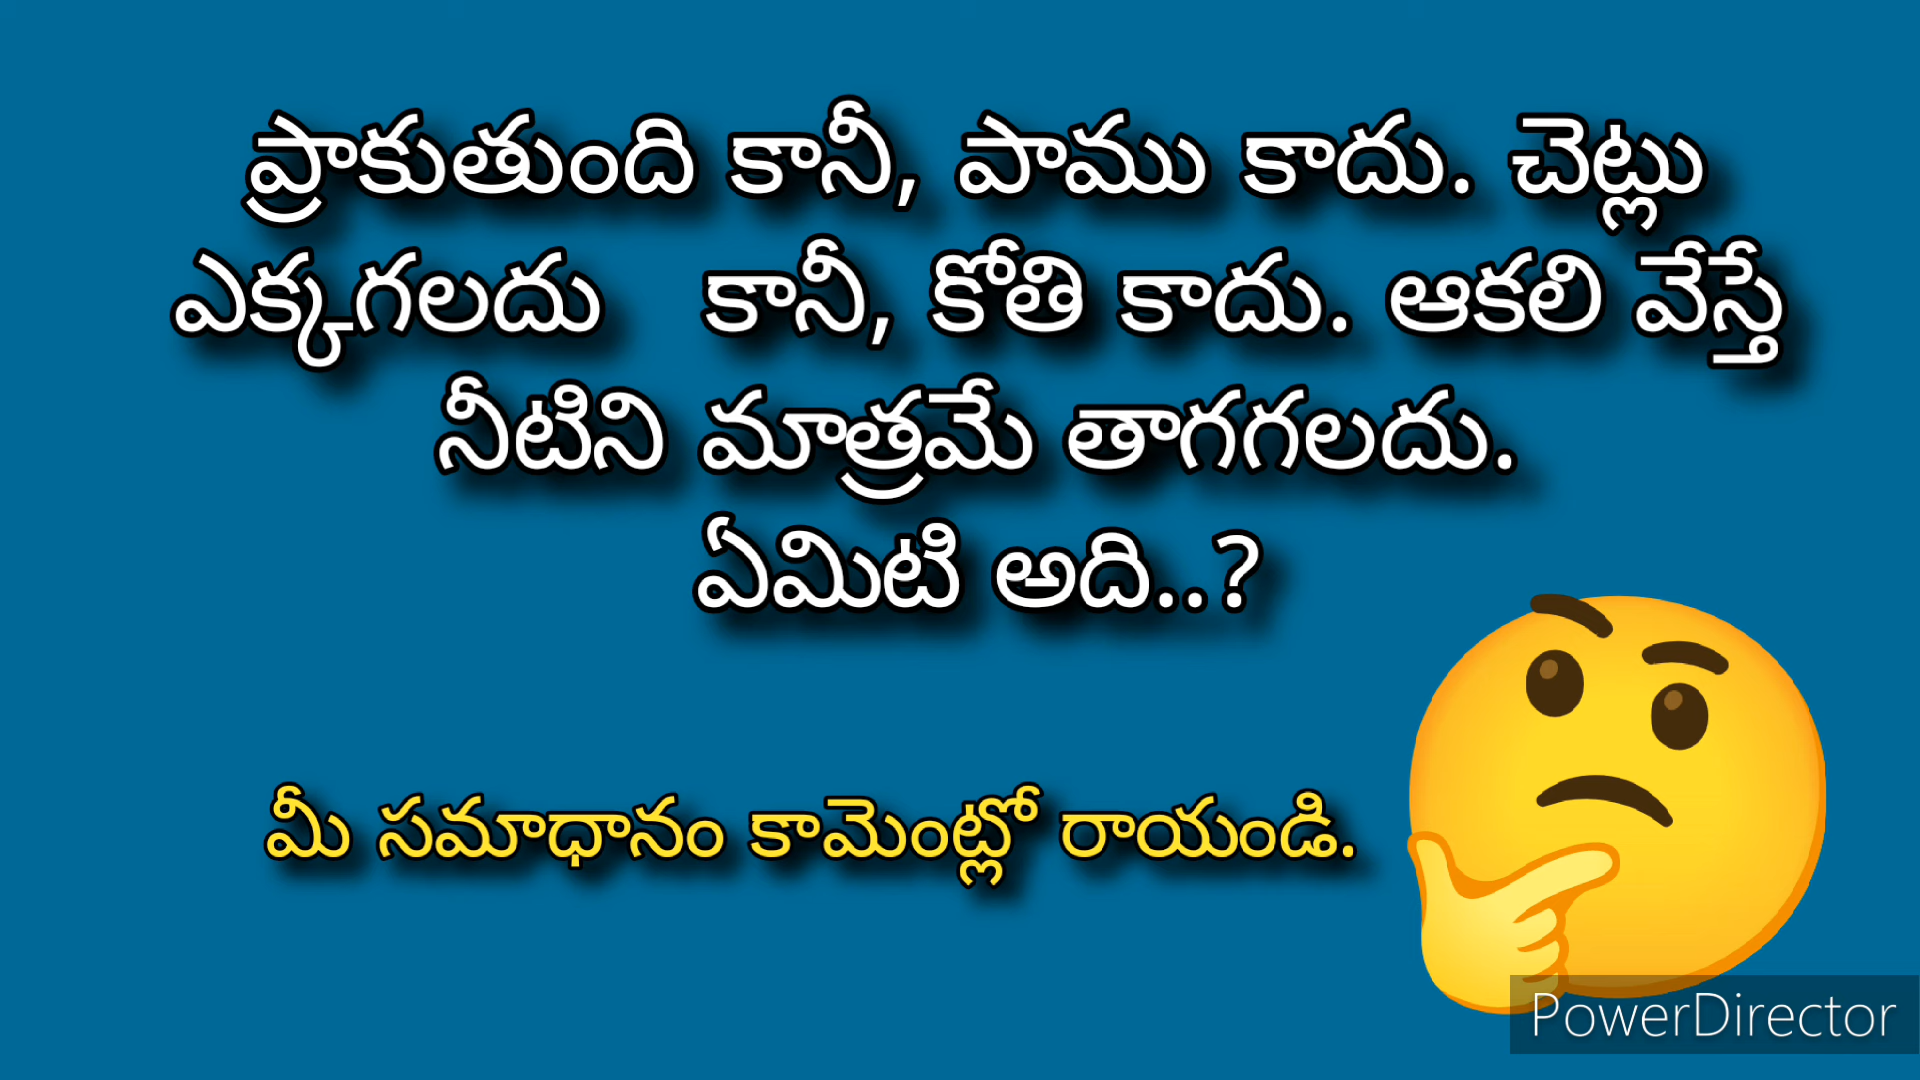 ప్రాకుతుంది కానీ, పాము కాదు. చెట్లు
ఎక్కగలదు కానీ, కోతి కాదు. ఆకలి వేస్తే
నీటిని మాత్రమే తాగగలదు.
ఏమిటి అది..?
మీ సమాధానం కామెంట్లో రాయండి.
PowerDirector